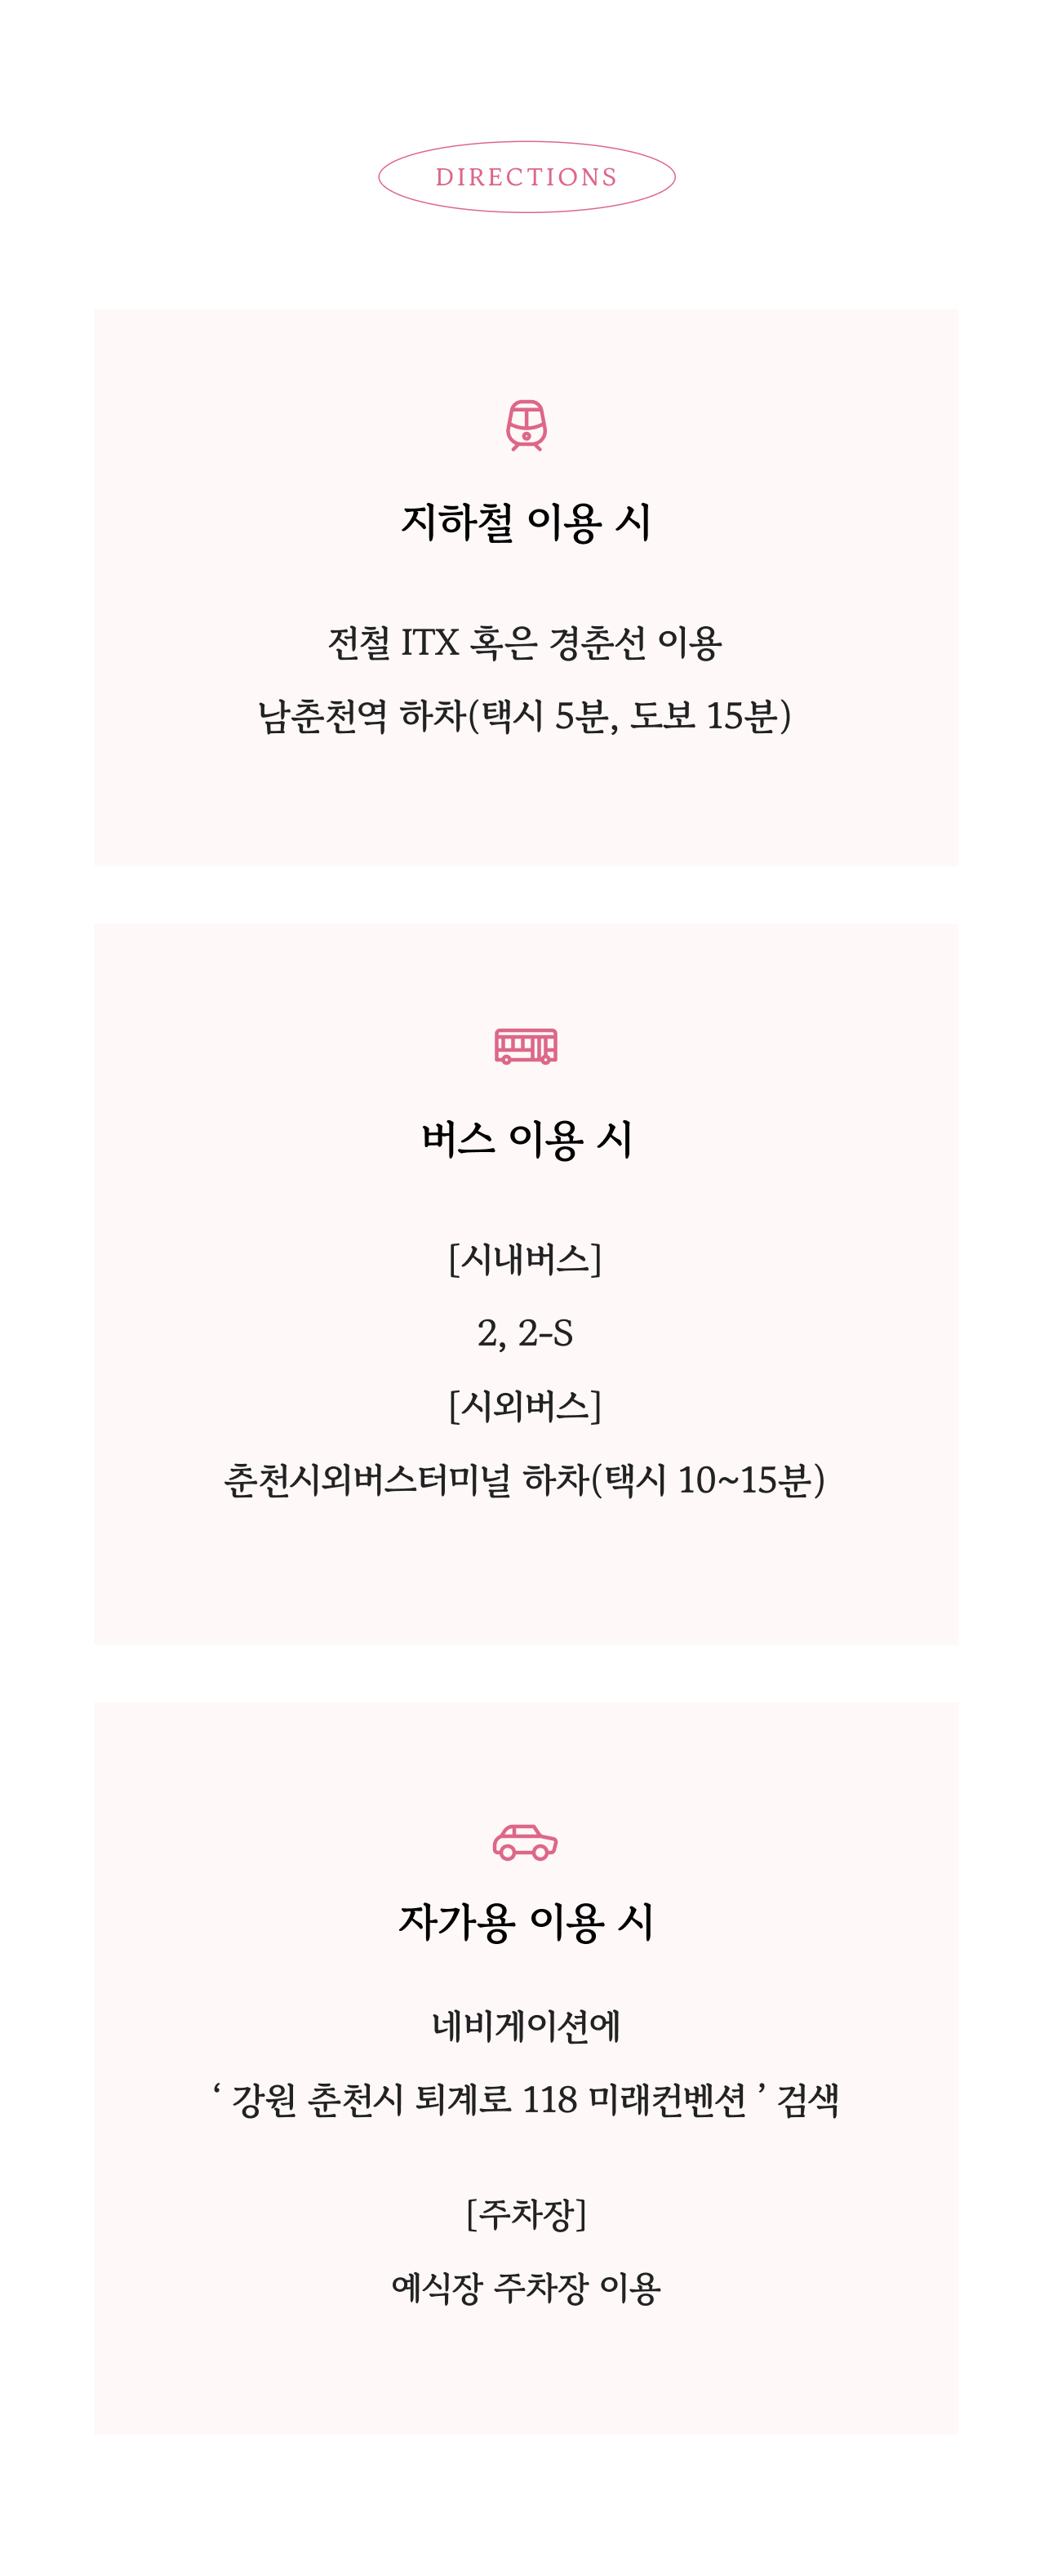 DIRECTIONS
지하철 이용 시
전철 ITX 혹은 경춘선 이용
남춘천역 하차(택시 5분, 도보 15분)
버스 이용 시
[시내버스]
2, 2-S
[시외버스]
춘천시외버스터미널 하차(택시 10~15분)
자가용 이용 시
네비게이션에
‘ 강원 춘천시 퇴계로 118 미래컨벤션 ’ 검색
[주차장]
예식장 주차장 이용